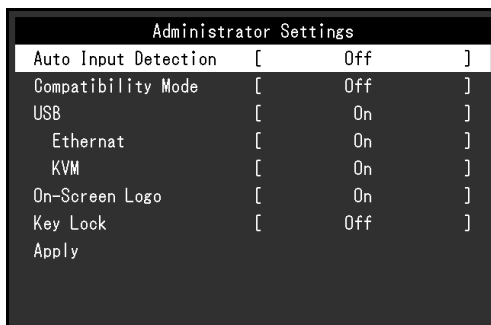 Administrator Settings
Auto Input Detection [ Off ]
Compatibility Mode [ Off ]
USB [ On ]
Ethernat [ On ]
KVM [ On ]
On-Screen Logo [ On ]
Key Lock [ Off ]
Apply